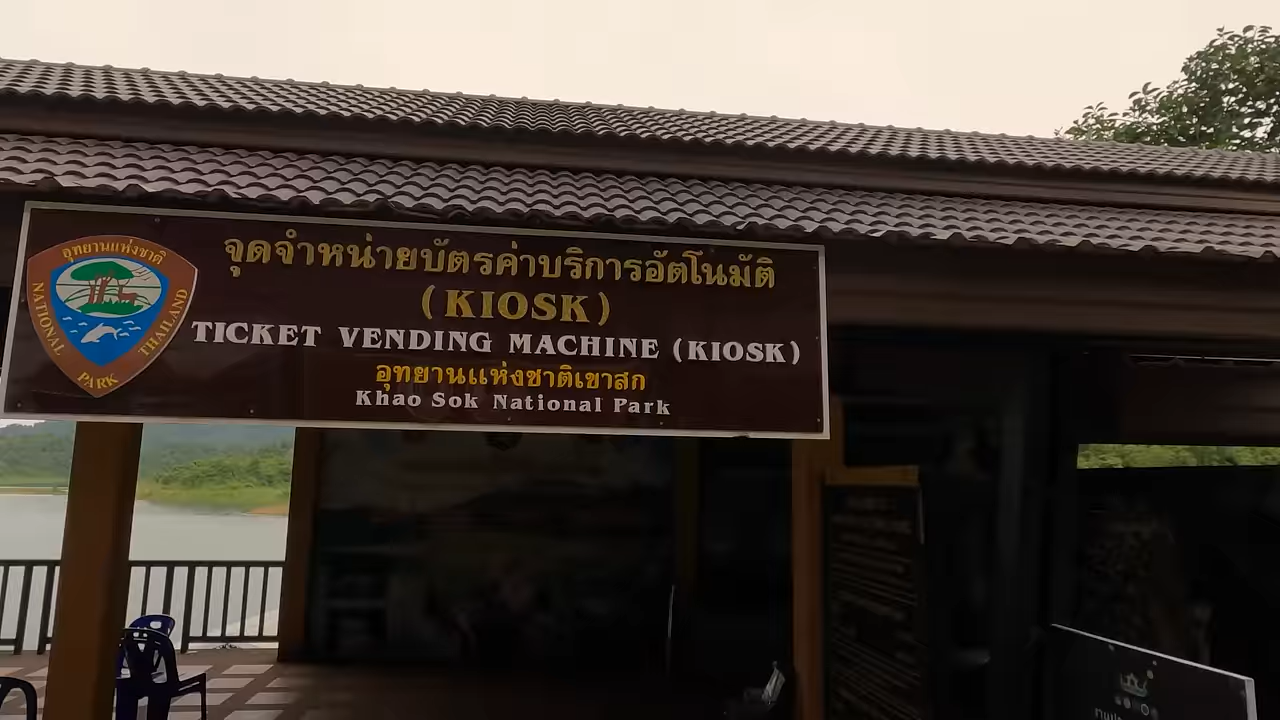 อุทยานแห่งชาติ
NATIONAL PARK THAILAND
จุดจำหน่ายบัตรค่าบริการอัตโนมัติ
(KIOSK)
TICKET VENDING MACHINE (KIOSK)
อุทยานแห่งชาติเขาสก
Khao Sok National Park